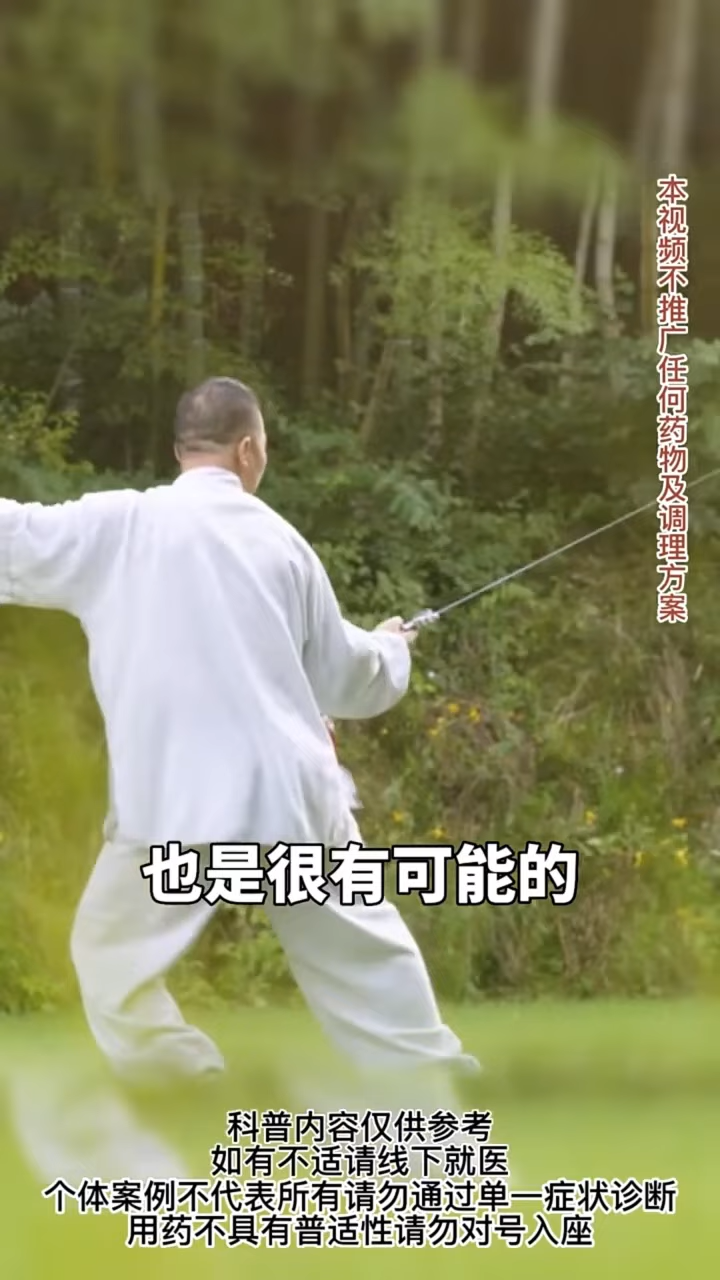 本视频不推广任何药物及调理方案
也是很有可能的
科普内容仅供参考
如有不适请线下就医
个体案例不代表所有请勿通过单一症状诊断
用药不具有普适性请勿对号入座